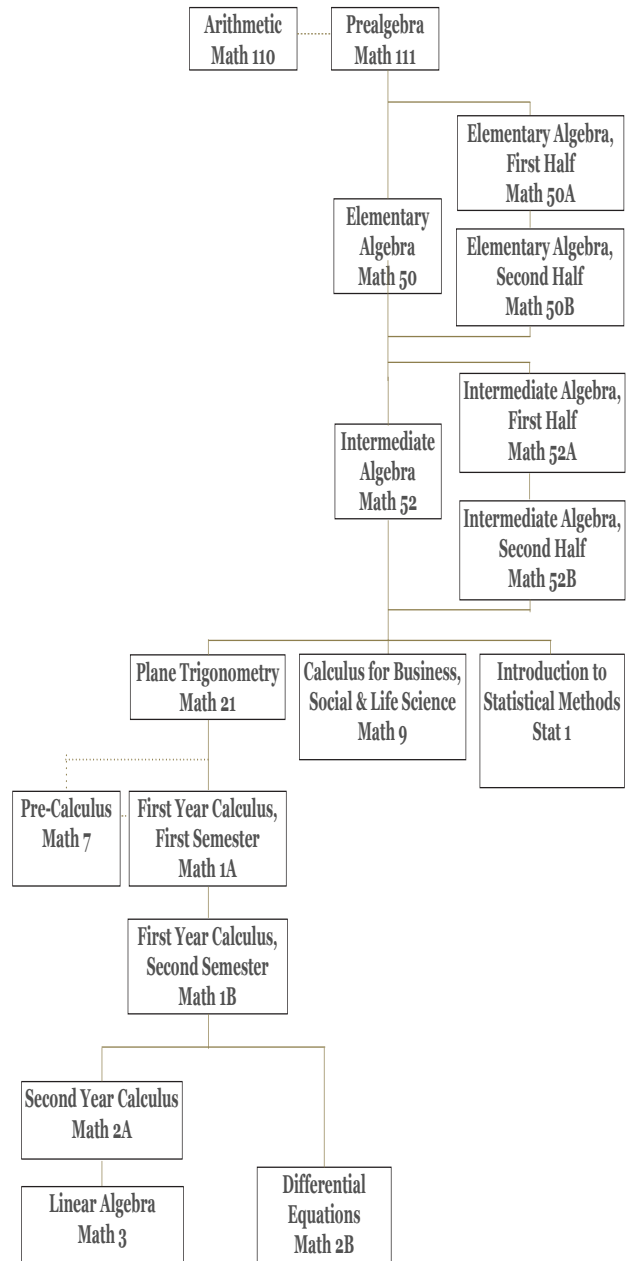 Arithmetic
Math 110
Prealgebra
Math 111
Elementary Algebra,
First Half
Math 50A
Elementary
Algebra
Math 50
Elementary Algebra,
Second Half
Math 50B
Intermediate Algebra,
First Half
Math 52A
Intermediate
Algebra
Math 52
Intermediate Algebra,
Second Half
Math 52B
Plane Trigonometry
Math 21
Calculus for Business,
Social & Life Science
Math 9
Introduction to
Statistical Methods
Stat 1
Pre-Calculus
Math 7
First Year Calculus,
First Semester
Math 1A
First Year Calculus,
Second Semester
Math 1B
Second Year Calculus
Math 2A
Linear Algebra
Math 3
Differential
Equations
Math 2B